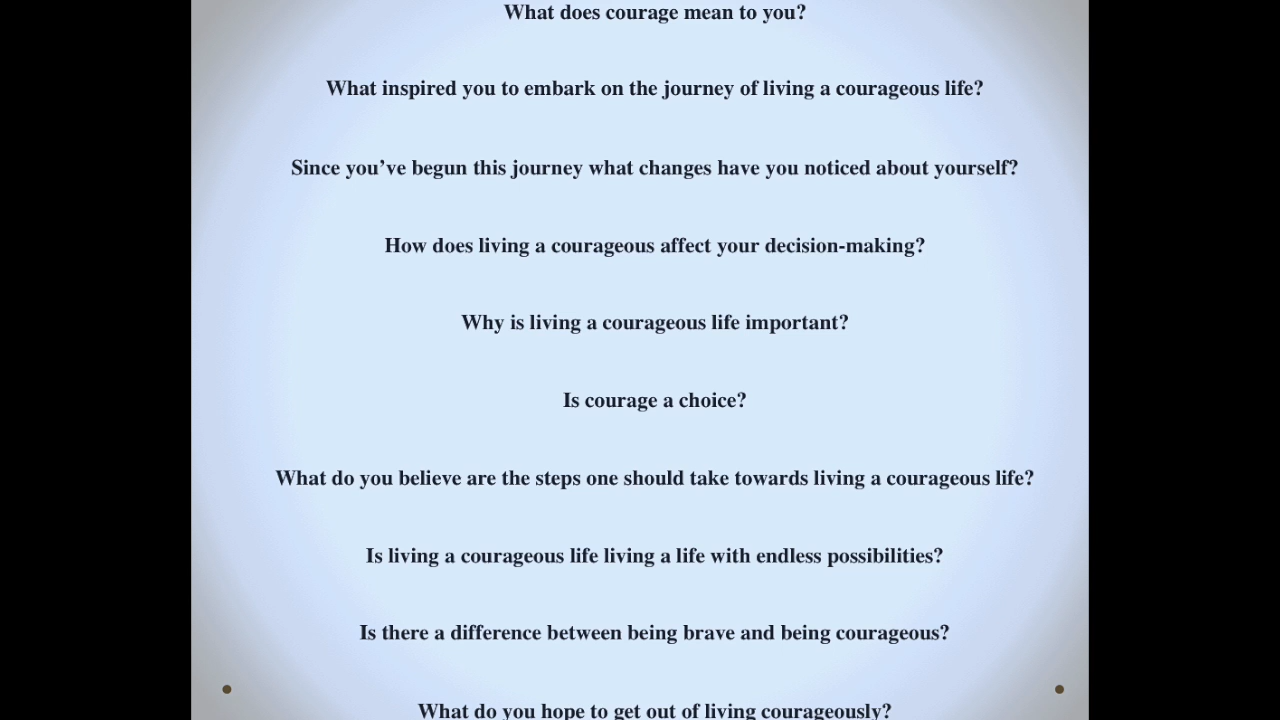 What does courage mean to you?
What inspired you to embark on the journey of living a courageous life?
Since you’ve begun this journey what changes have you noticed about yourself?
How does living a courageous affect your decision-making?
Why is living a courageous life important?
Is courage a choice?
What do you believe are the steps one should take towards living a courageous life?
Is living a courageous life living a life with endless possibilities?
Is there a difference between being brave and being courageous?
What do you hope to get out of living courageously?